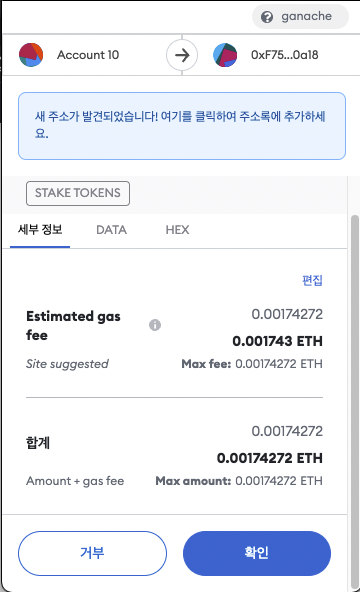 ganache
Account 10
0xF75...0a18
새 주소가 발견되었습니다! 여기를 클릭하여 주소록에 추가하세
요.
STAKE TOKENS
세부 정보 DATA HEX
편집
Estimated gas fee
0.00174272
0.001743 ETH
Site suggested
Max fee: 0.00174272 ETH
합계
0.00174272
0.00174272 ETH
Amount + gas fee
Max amount: 0.00174272 ETH
거부
확인